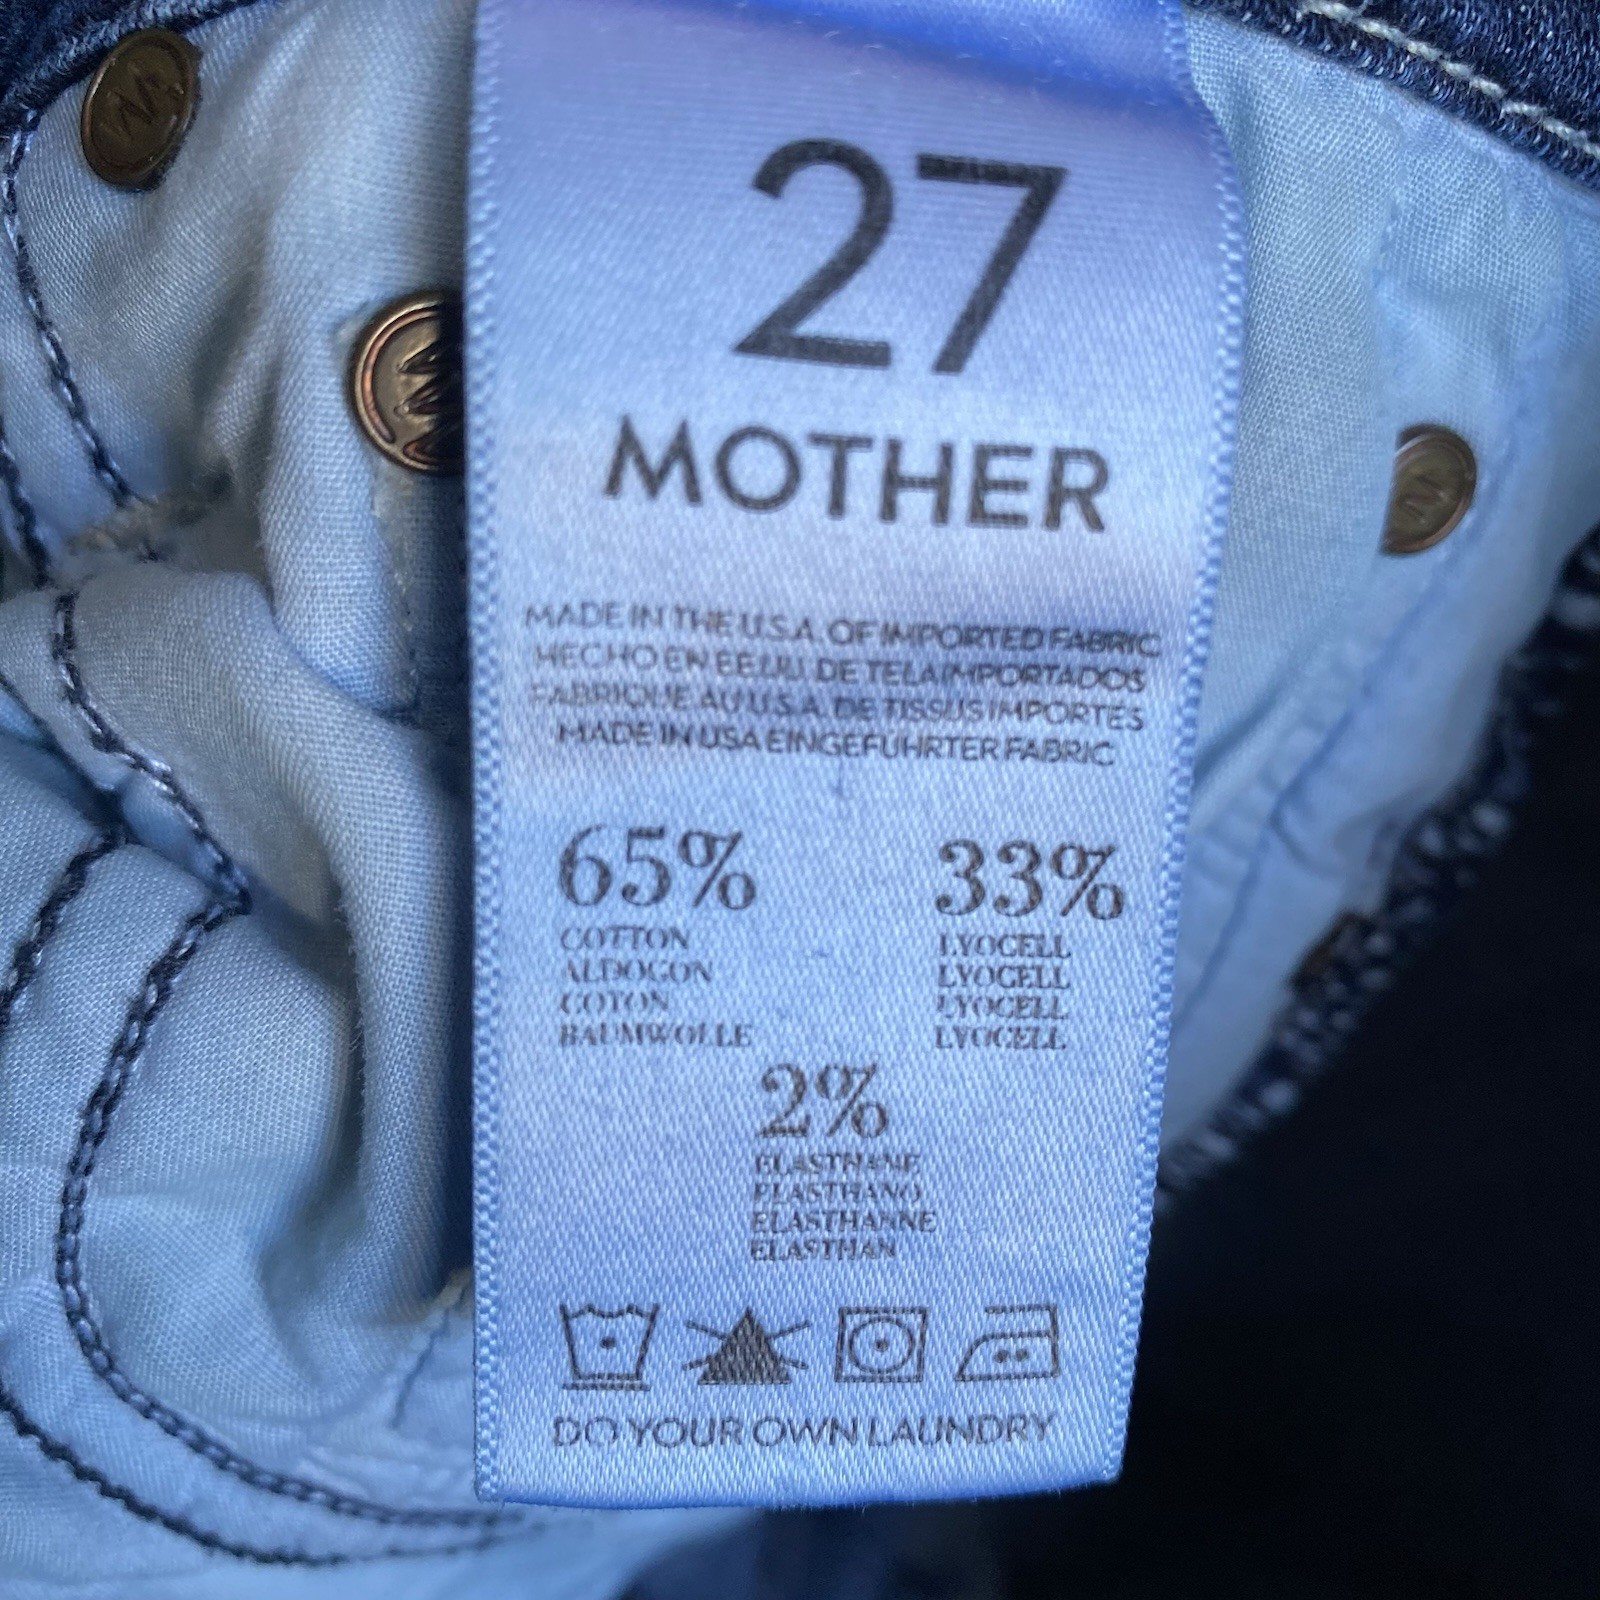 27
MOTHER
MADE IN THE U.S.A. OF IMPORTED FABRIC
HECHO EN EE.UU. DE TELA IMPORTADOS
FABRIQUE AU U.S.A. DE TISSUS IMPORTES
MADE IN USA EINGEFÜHRTER FABRIC
65%
COTTON
ALDOGON
COTON
BAUMWOLLE
33%
LYOCELL
LYOCELL
LYOCELL
LYOCELL
2%
ELASTHANE
ELASTHANO
ELASTHANNE
ELASTHAN
DO YOUR OWN LAUNDRY